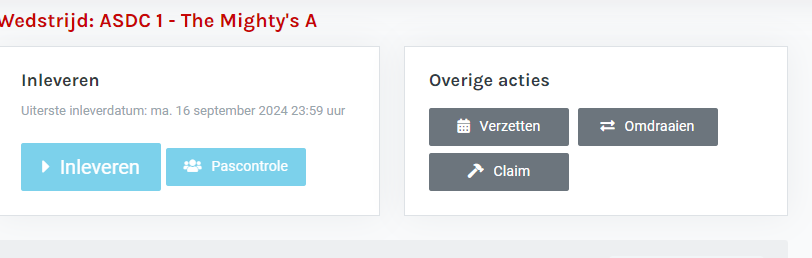 Wedstrijd: ASDC 1 - The Mighty's A
Inleveren
Uiterste inleverdatum: ma. 16 september 2024 23:59 uur
Inleveren
Pascontrole
Overige acties
Verzetten
Omdraaien
Claim